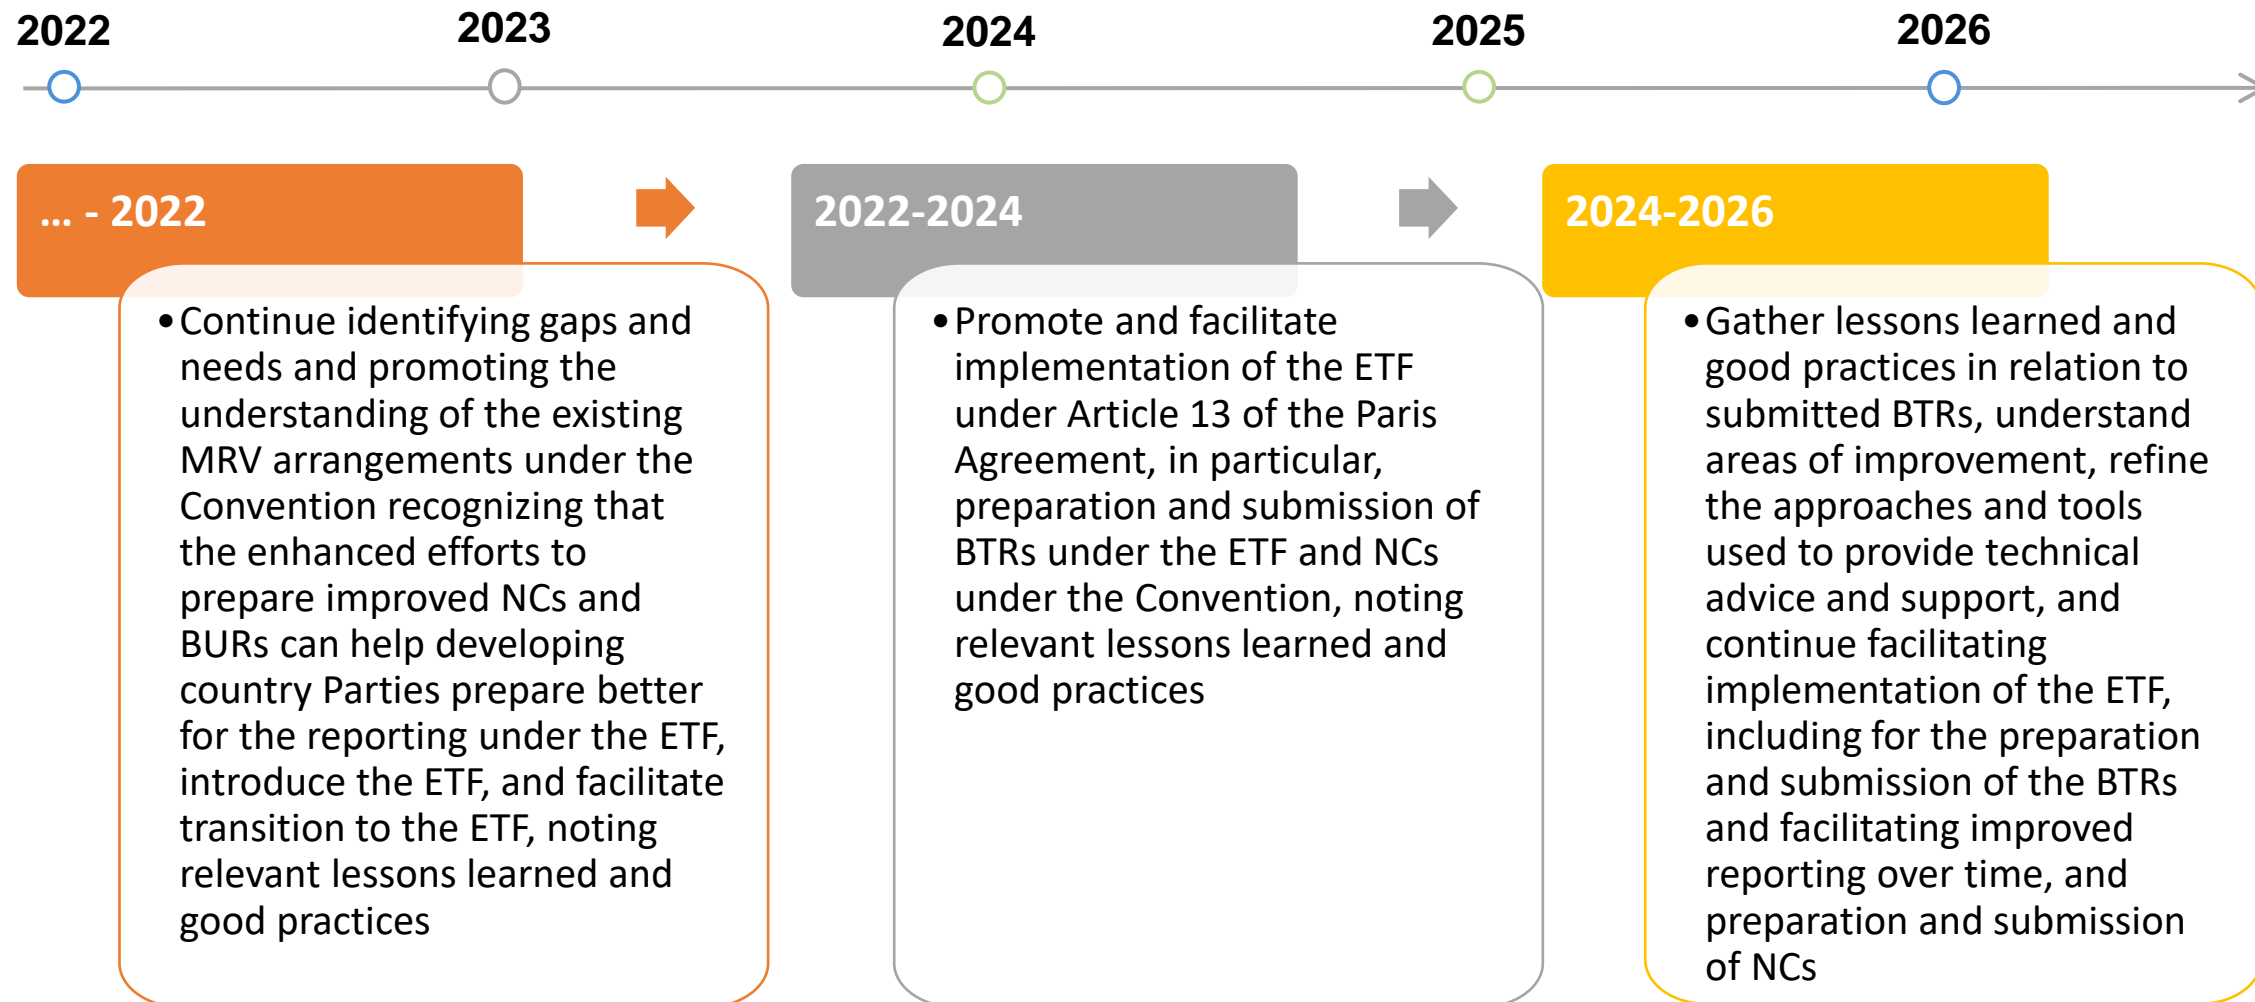 2022
2023
2024
2025
2026
... - 2022
•Continue identifying gaps and
needs and promoting the
understanding of the existing
MRV arrangements under the
Convention recognizing that
the enhanced efforts to
prepare improved NCs and
BURs can help developing
country Parties prepare better
for the reporting under the ETF,
introduce the ETF, and facilitate
transition to the ETF, noting
relevant lessons learned and
good practices
2022-2024
•Promote and facilitate
implementation of the ETF
under Article 13 of the Paris
Agreement, in particular,
preparation and submission of
BTRs under the ETF and NCs
under the Convention, noting
relevant lessons learned and
good practices
2024-2026
•Gather lessons learned and
good practices in relation to
submitted BTRs, understand
areas of improvement, refine
the approaches and tools
used to provide technical
advice and support, and
continue facilitating
implementation of the ETF,
including for the preparation
and submission of the BTRs
and facilitating improved
reporting over time, and
preparation and submission
of NCs